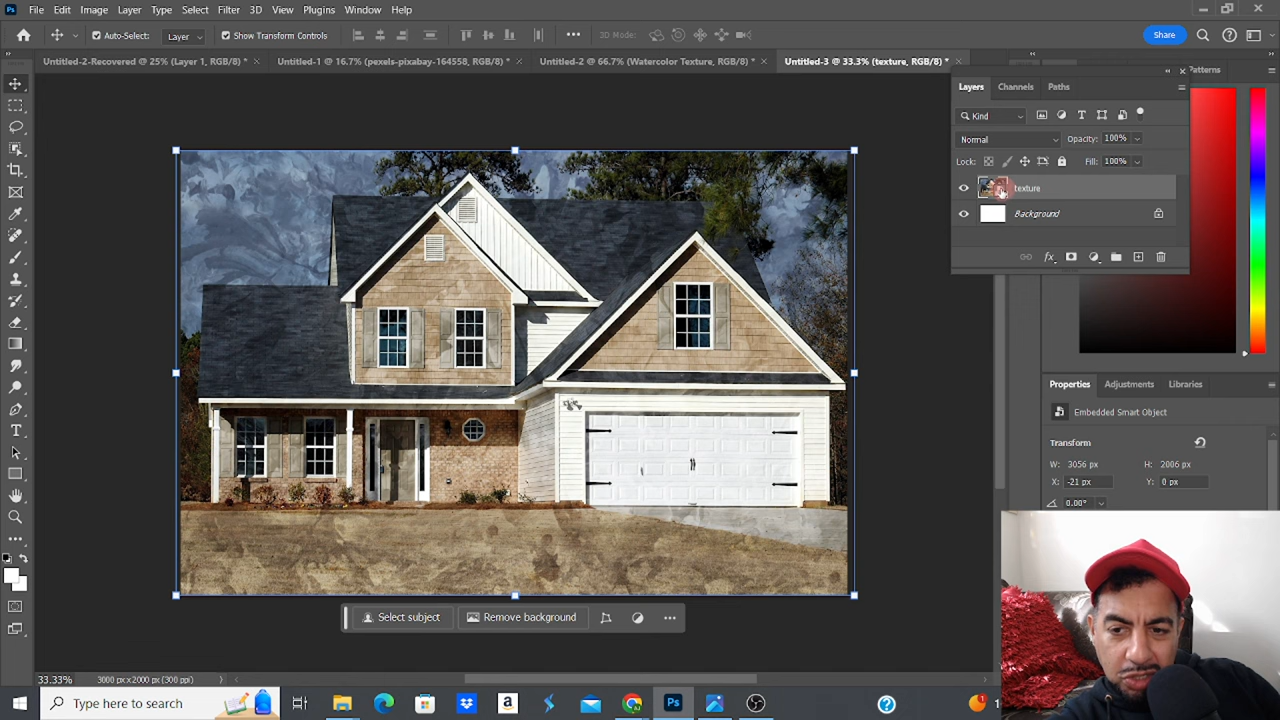 File Edit Image Layer Type Select Filter 3D View Plugins Window Help
Auto-Select: Layer Show Transform Controls 3D Mode: Share
Untitled-2-Recovered @ 25% (Layer 1, RGB/8) * Untitled-1 @ 16.7% (pexels-pixabay-164558, RGB/8) * Untitled-2 @ 66.7% (Watercolor Texture, RGB/8) * Untitled-3 @ 33.3% (texture, RGB/8) *
Patterns
Layers Channels Paths
Kind
Normal Opacity: 100%
Lock: Fill: 100%
texture
Background
Properties Adjustments Libraries
Embedded Smart Object
Transform
W: 3056 px H: 2006 px
X: -21 px Y: 0 px
0.00°
Select subject Remove background
33.33% 3000 px x 2000 px (300 ppi)
Type here to search